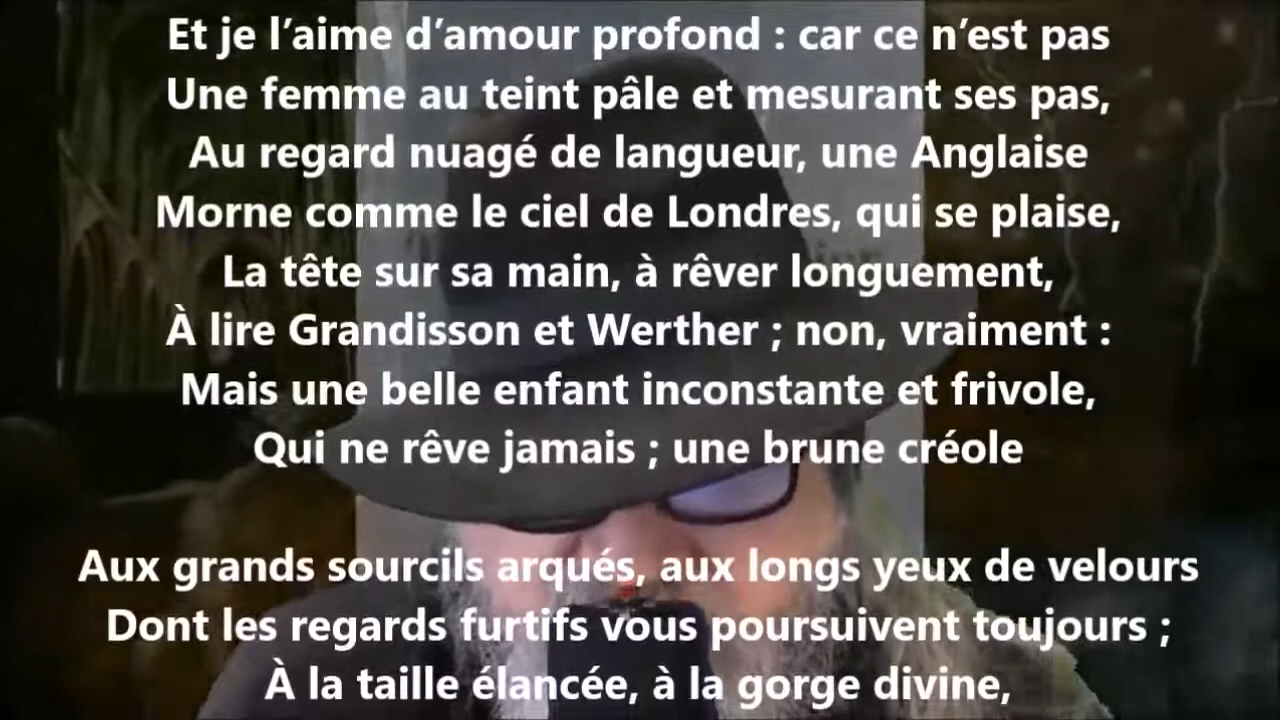 Et je l’aime d’amour profond : car ce n’est pas
Une femme au teint pâle et mesurant ses pas,
Au regard nuagé de langueur, une Anglaise
Morne comme le ciel de Londres, qui se plaise,
La tête sur sa main, à rêver longuement,
À lire Grandisson et Werther ; non, vraiment :
Mais une belle enfant inconstante et frivole,
Qui ne rêve jamais ; une brune créole
Aux grands sourcils arqués, aux longs yeux de velours
Dont les regards furtifs vous poursuivent toujours ;
À la taille élancée, à la gorge divine,